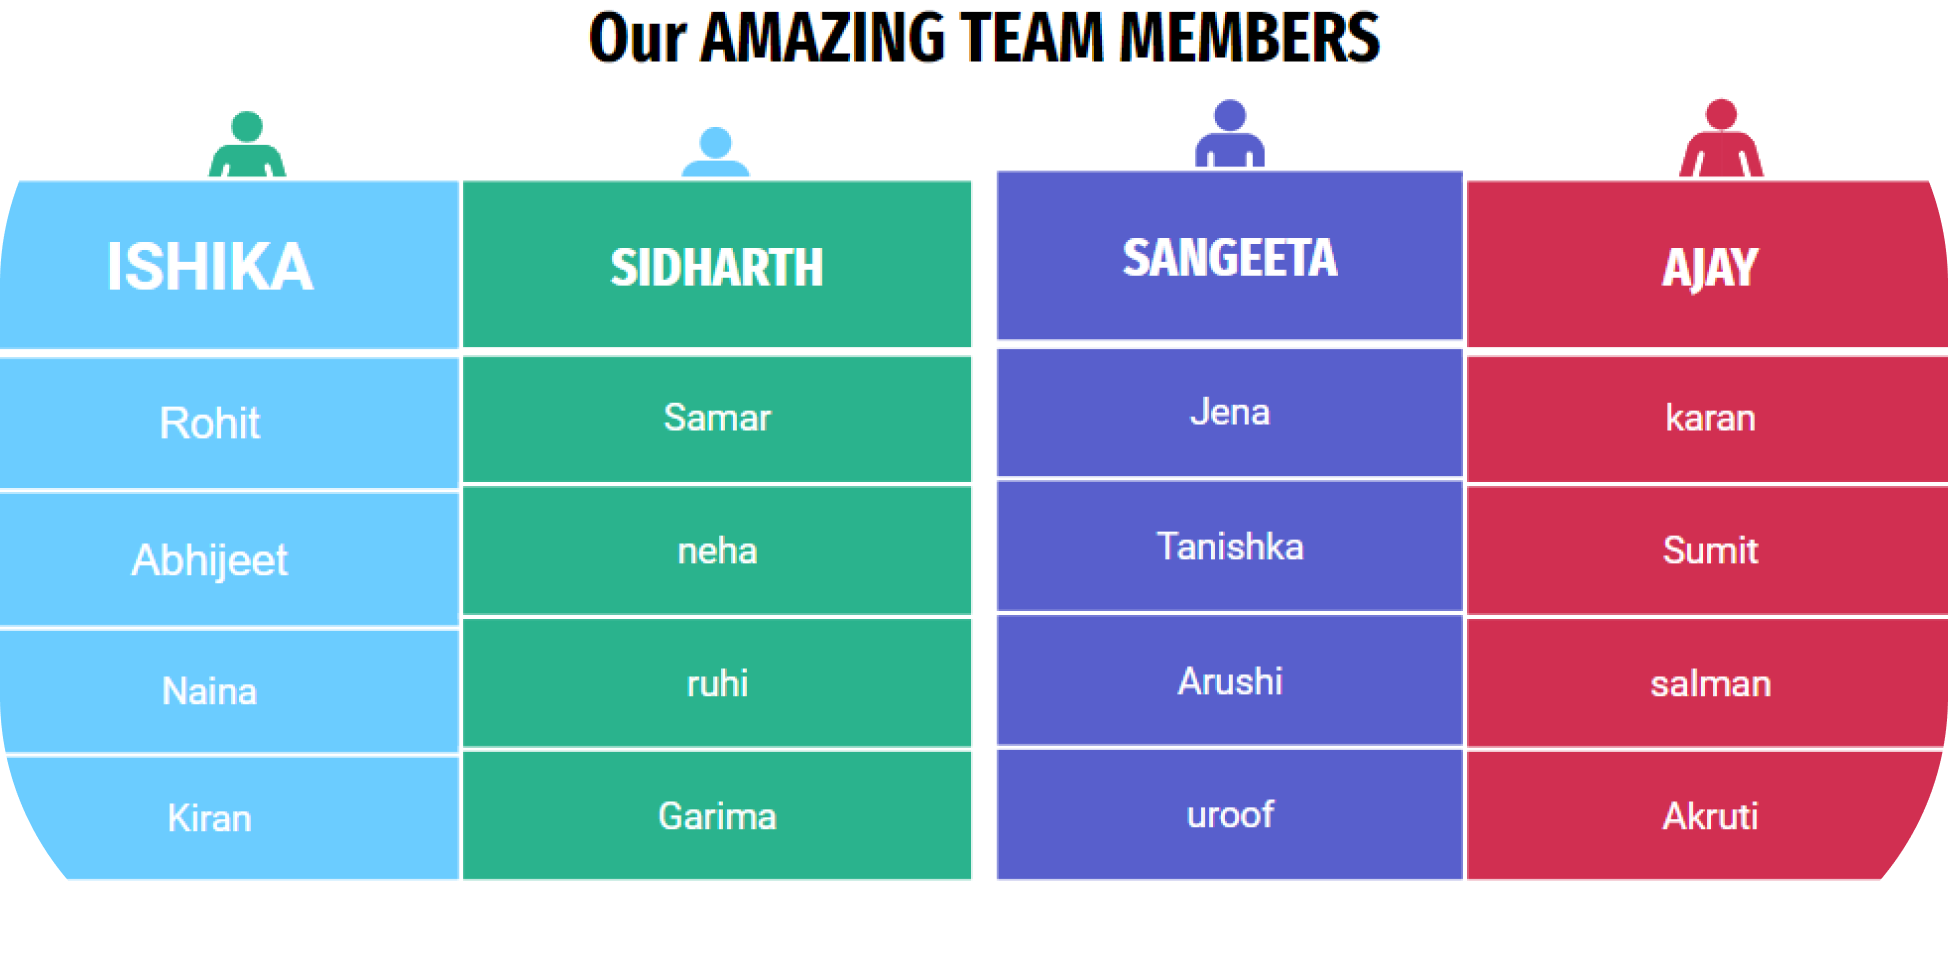 Our AMAZING TEAM MEMBERS
ISHIKA
SIDHARTH
SANGEETA
AJAY
Rohit
Samar
Jena
karan
Abhijeet
neha
Tanishka
Sumit
Naina
ruhi
Arushi
salman
Kiran
Garima
uroof
Akruti